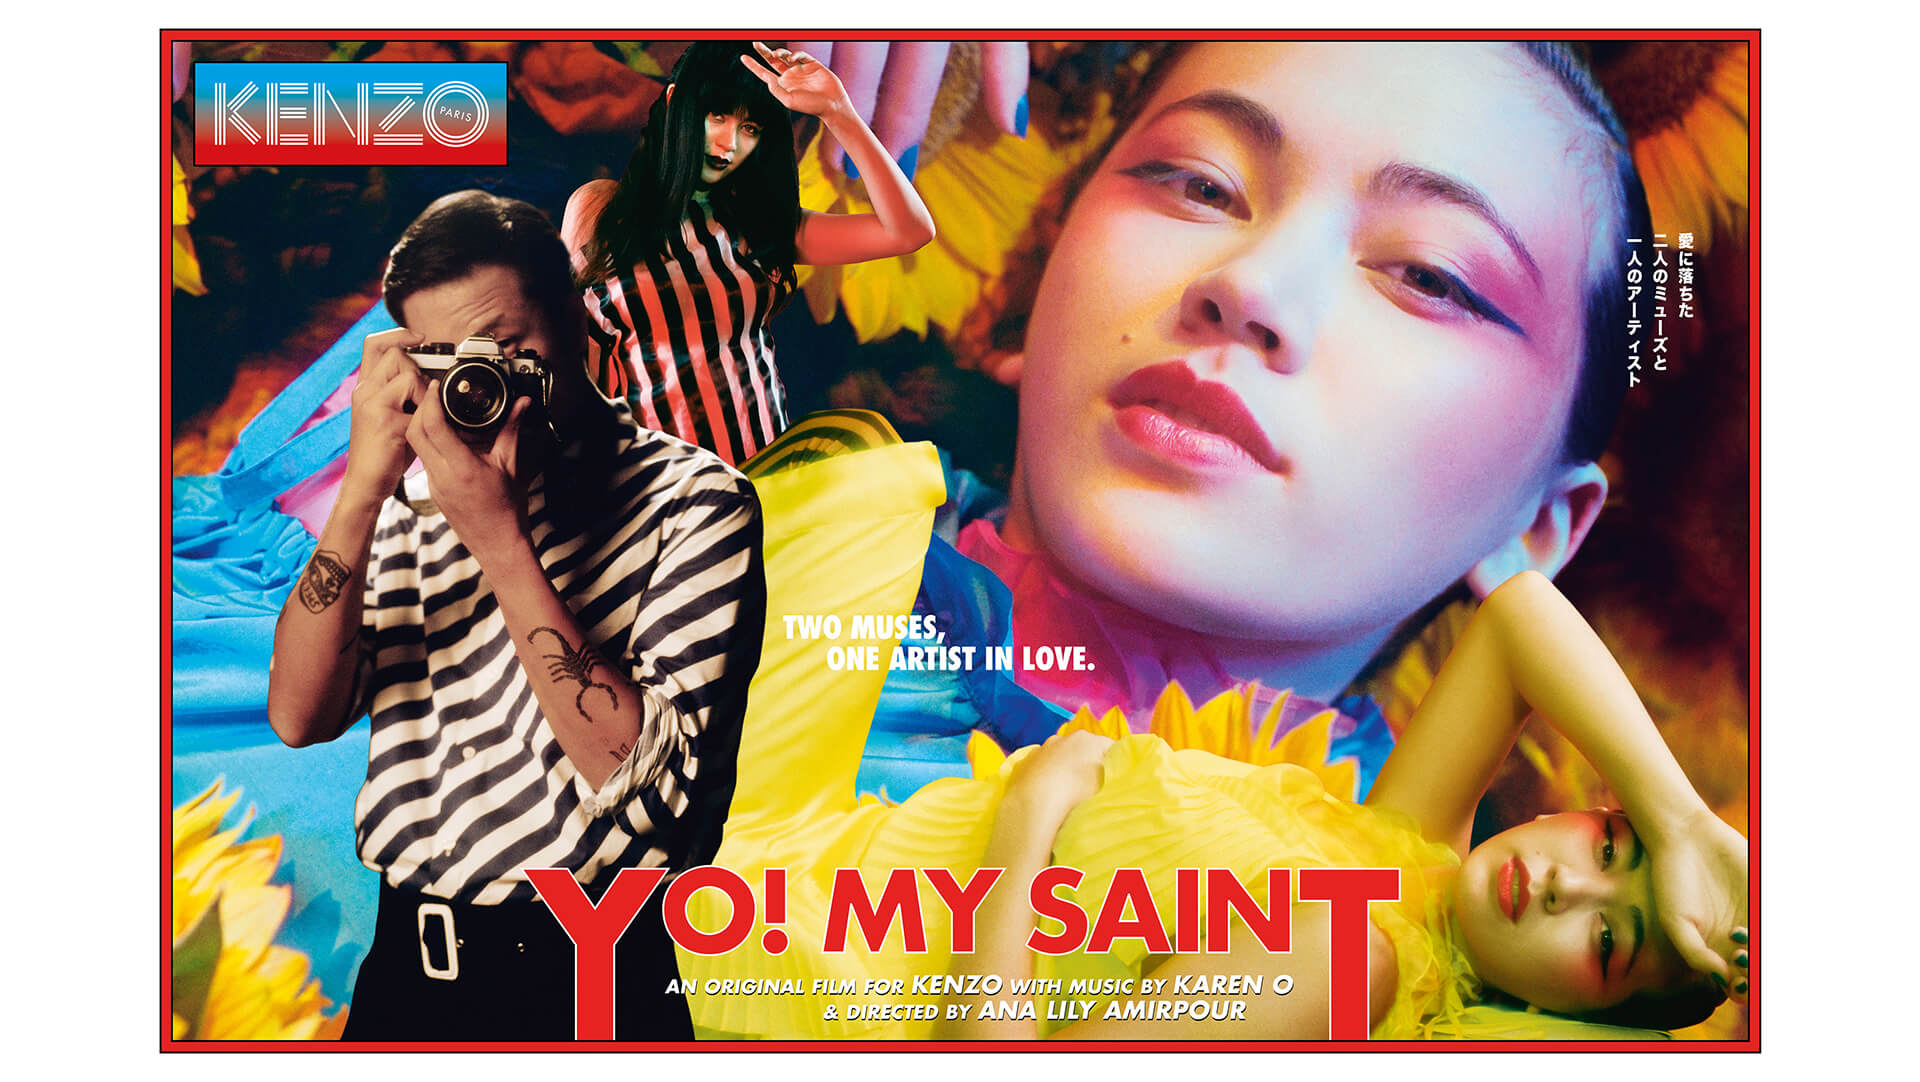 KENZO
PARIS
愛に落ちた
二人のミューズと
一人のアーティスト
TWO MUSES,
ONE ARTIST IN LOVE.
YO! MY SAINT
AN ORIGINAL FILM FOR KENZO WITH MUSIC BY KAREN O
& DIRECTED BY ANA LILY AMIRPOUR